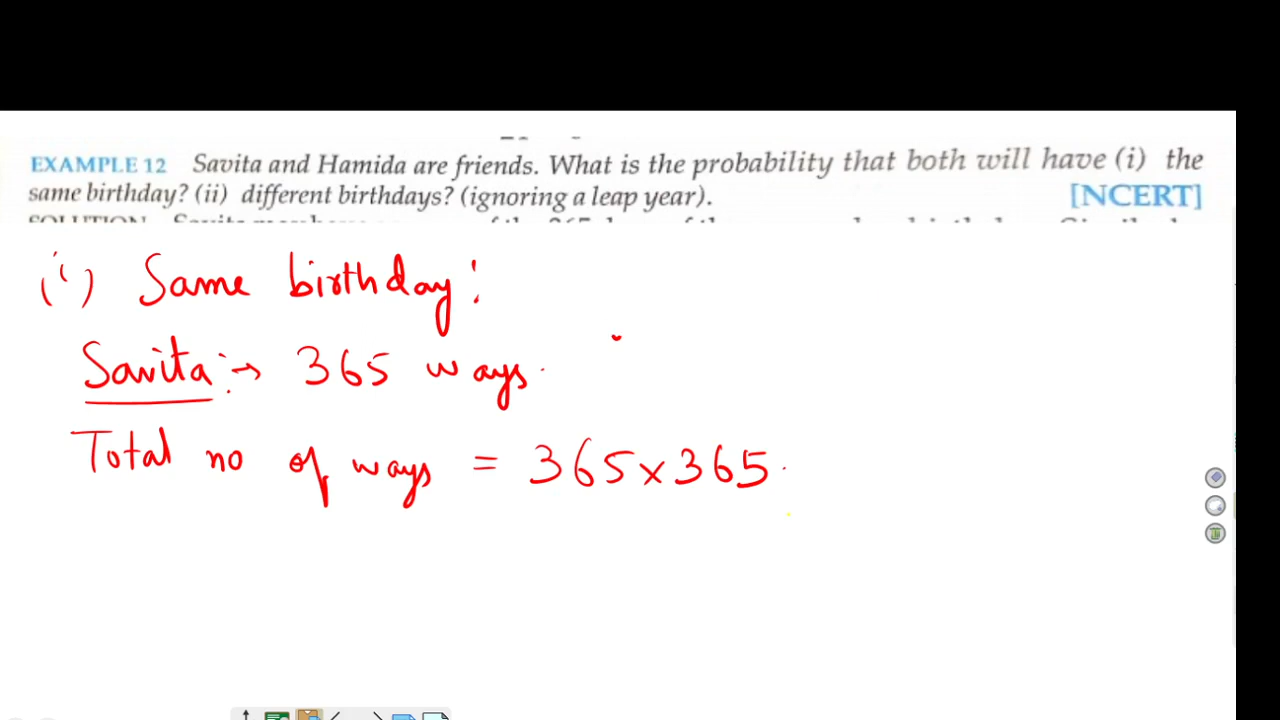 EXAMPLE 12 Savita and Hamida are friends. What is the probability that both will have (i) the
same birthday? (ii) different birthdays? (ignoring a leap year). [NCERT]
(i) Same birthday:
Savita:→ 365 ways.
Total no of ways = 365×365.